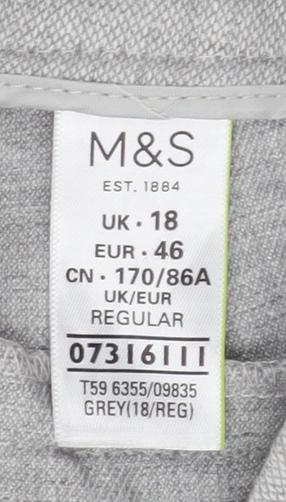 M&S
EST. 1884
UK · 18
EUR · 46
CN · 170/86A
UK/EUR
REGULAR
07316111
T59 6355/09835
GREY(18/REG)